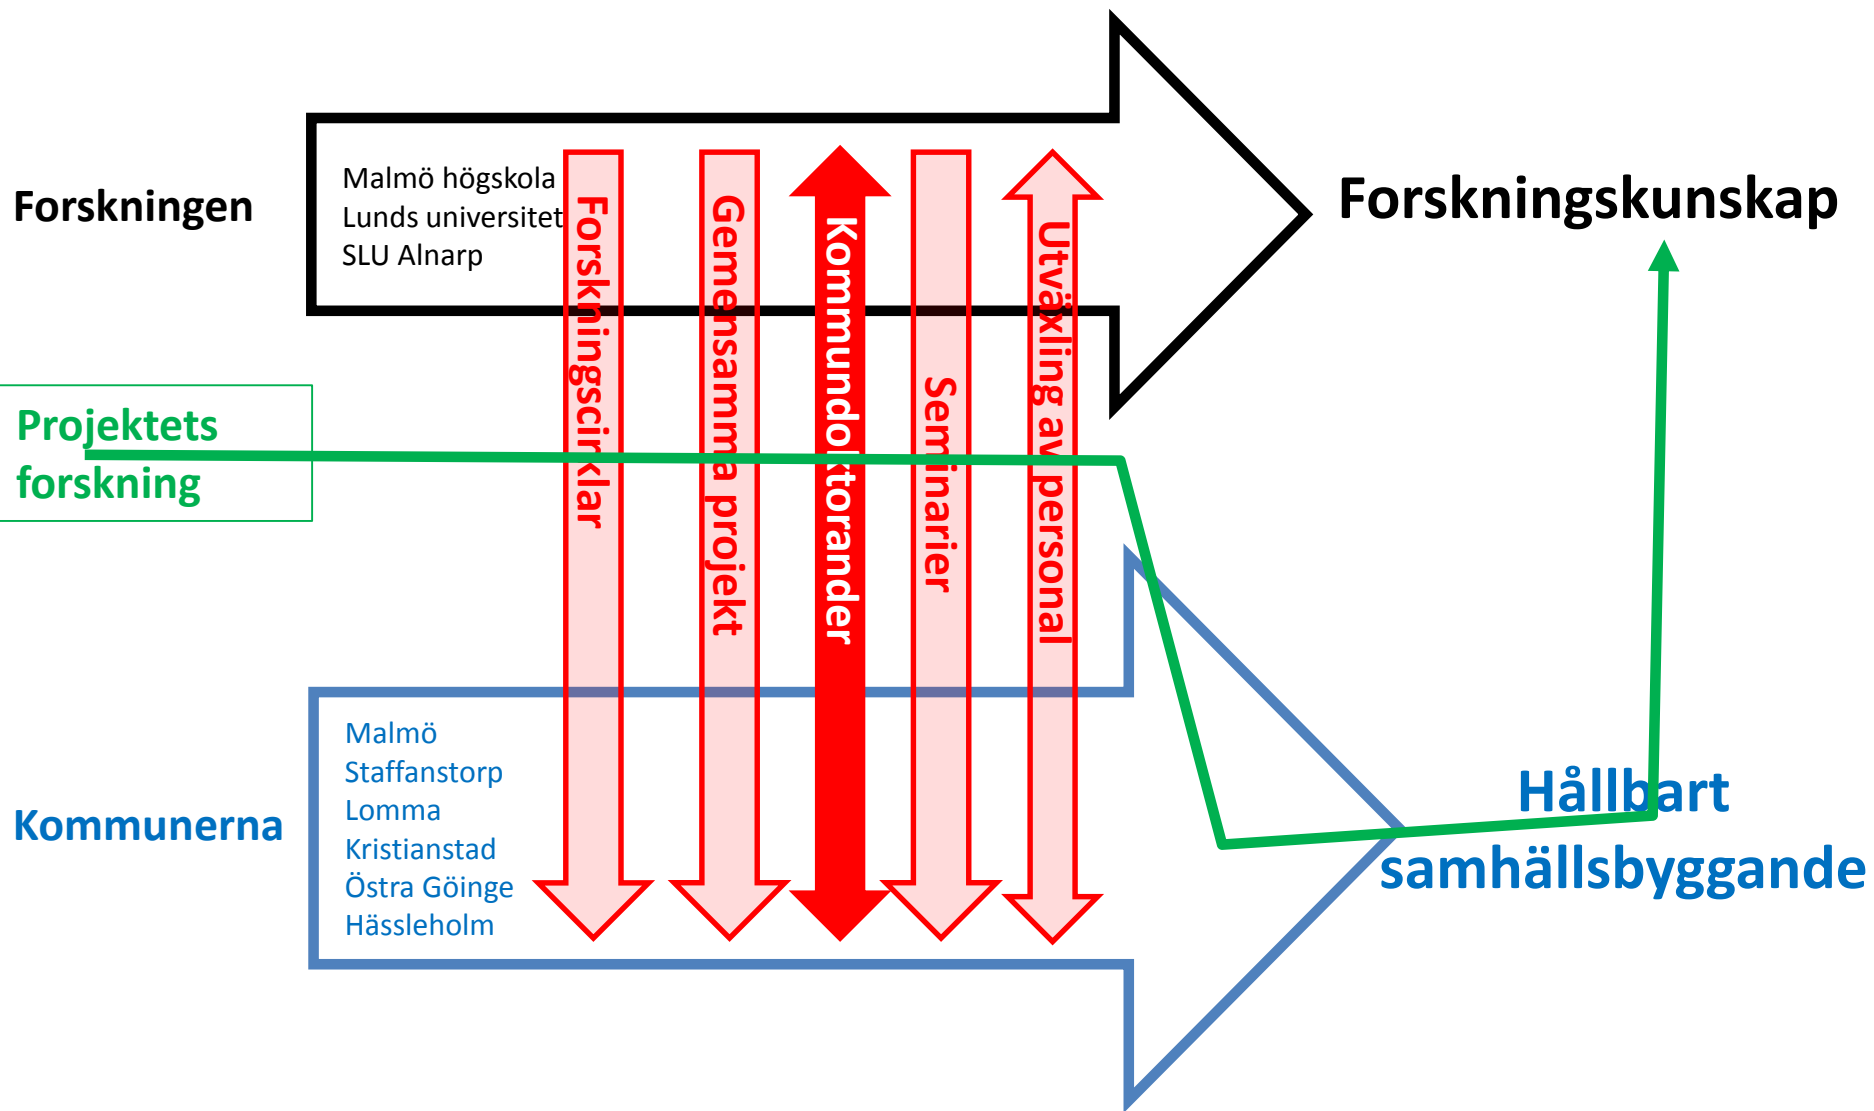 Forskningen
Malmö högskola
Lunds universitet
SLU Alnarp
Forskningskunskap
Forskningscirklar
Gemensamma projekt
Kommundoktorander
Seminarier
Utväxling av personal
Projektets
forskning
Kommunerna
Malmö
Staffanstorp
Lomma
Kristianstad
Östra Göinge
Hässleholm
Hållbart
samhällsbyggande